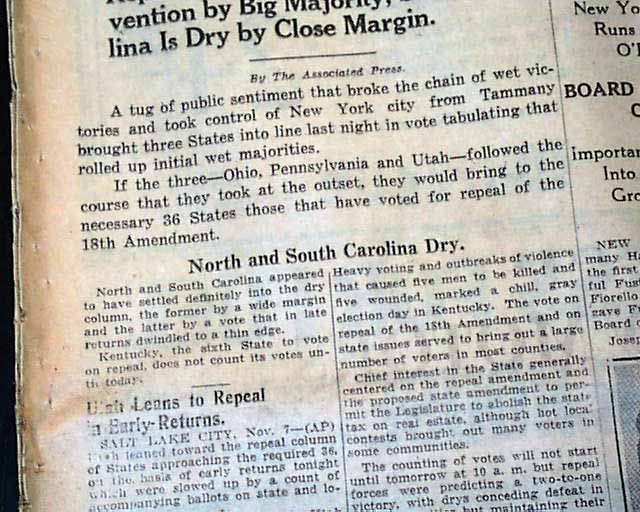 vention by Big Majority,
lina Is Dry by Close Margin.
By The Associated Press.
A tug of public sentiment that broke the chain of wet vic-
tories and took control of New York city from Tammany
brought three States into line last night in vote tabulating that
rolled up initial wet majorities.
If the three—Ohio, Pennsylvania and Utah—followed the
course that they took at the outset, they would bring to the
necessary 36 States those that have voted for repeal of the
18th Amendment.
North and South Carolina Dry.
North and South Carolina appeared
to have settled definitely into the dry
column, the former by a wide margin
and the latter by a vote that in late
returns dwindled to a thin edge.
Kentucky, the sixth State to vote
on repeal, does not count its votes un-
til today.
Utah Leans to Repeal
in Early Returns.
SALT LAKE CITY, Nov. 7—(AP)
Utah leaned toward the repeal column
of States approaching the required 36,
on the basis of early returns tonight
which were slowed up by a count of
accompanying ballots on state and lo-
Heavy voting and outbreaks of violence
that caused five men to be killed and
five wounded, marked a chill, gray
election day in Kentucky. The vote on
repeal of the 18th Amendment and on
state issues served to bring out a large
number of voters in most counties.
Chief interest in the State generally
centered on the repeal amendment and
the proposed state amendment to per-
mit the Legislature to abolish the state
tax on real estate, although hot local
contests brought out many voters in
some communities.
The counting of votes will not start
until tomorrow at 10 a. m. but repeal
forces were predicting a two-to-one
victory, with drys conceding defeat in
but maintaining their
New Yo
Runs
O'
BOARD
Importan
Into
Gr
NEW
many Ha
the first
ful Fus
Fiorello
gave Fu
Board
Josep